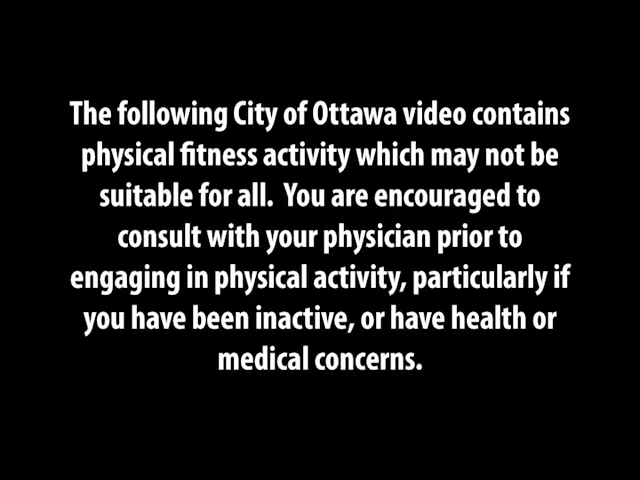 The following City of Ottawa video contains
physical fitness activity which may not be
suitable for all.  You are encouraged to
consult with your physician prior to
engaging in physical activity, particularly if
you have been inactive, or have health or
medical concerns.